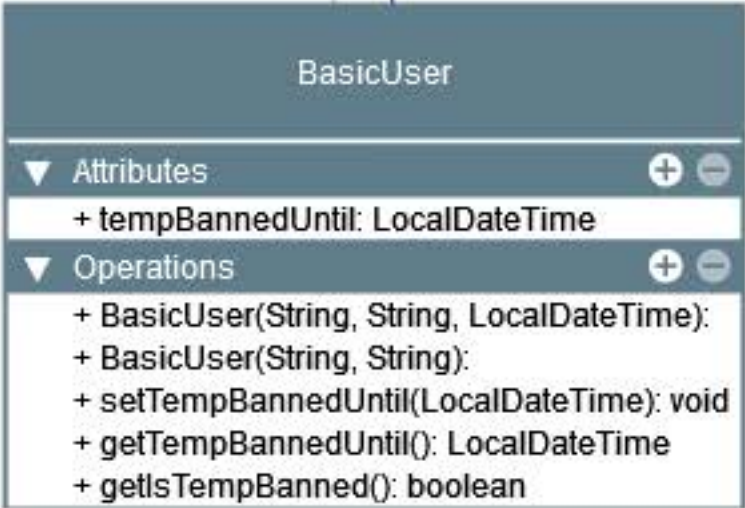 BasicUser
Attributes
+ tempBannedUntil: LocalDateTime
Operations
+ BasicUser(String, String, LocalDateTime):
+ BasicUser(String, String):
+ setTempBannedUntil(LocalDateTime): void
+ getTempBannedUntil(): LocalDateTime
+ getIsTempBanned(): boolean